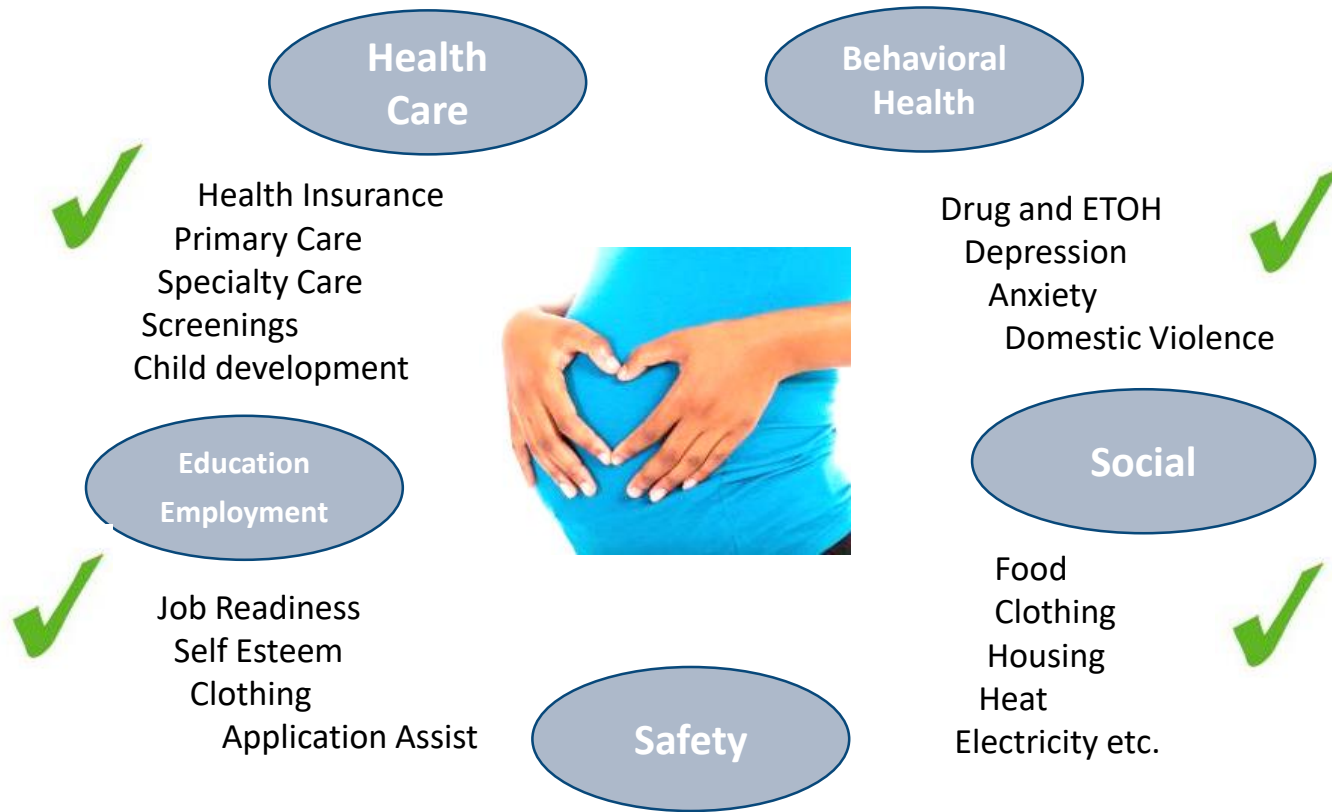 Health
Care
Behavioral
Health
Health Insurance
Primary Care
Specialty Care
Screenings
Child development
Drug and ETOH
Depression
Anxiety
Domestic Violence
Education
Employment
Social
Job Readiness
Self Esteem
Clothing
Application Assist
Food
Clothing
Housing
Heat
Electricity etc.
Safety